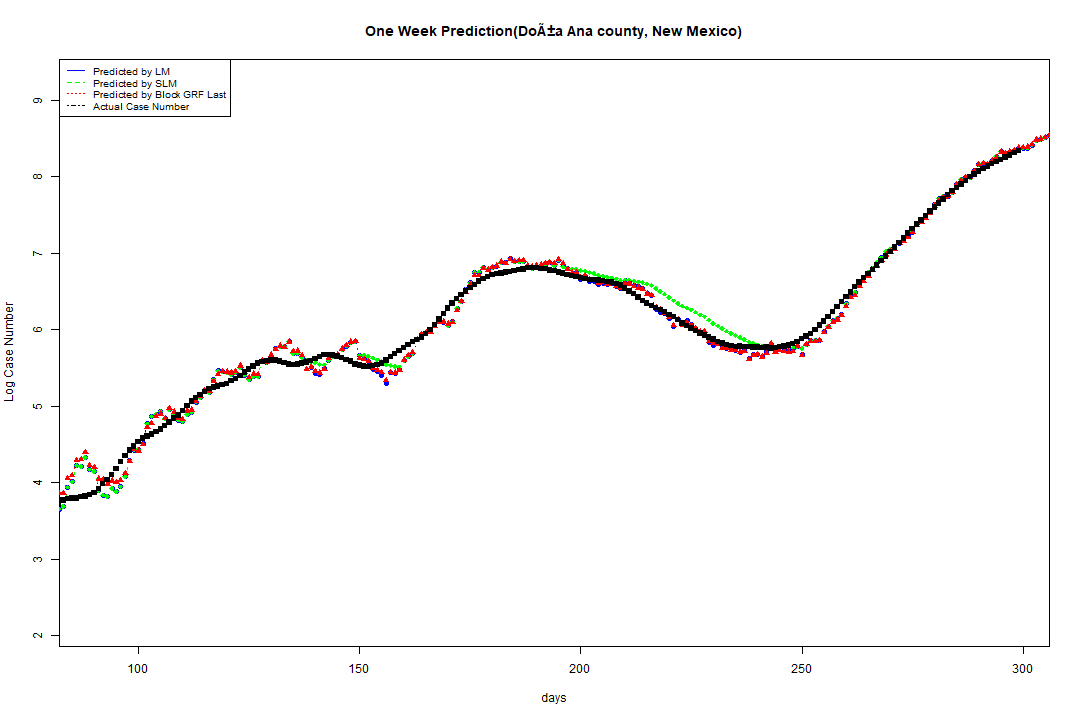 One Week Prediction(DoÃ±a Ana county, New Mexico)
Predicted by LM
Predicted by SLM
Predicted by Block GRF Last
Actual Case Number
Log Case Number
9
8
7
6
5
4
3
2
100 150 200 250 300
days